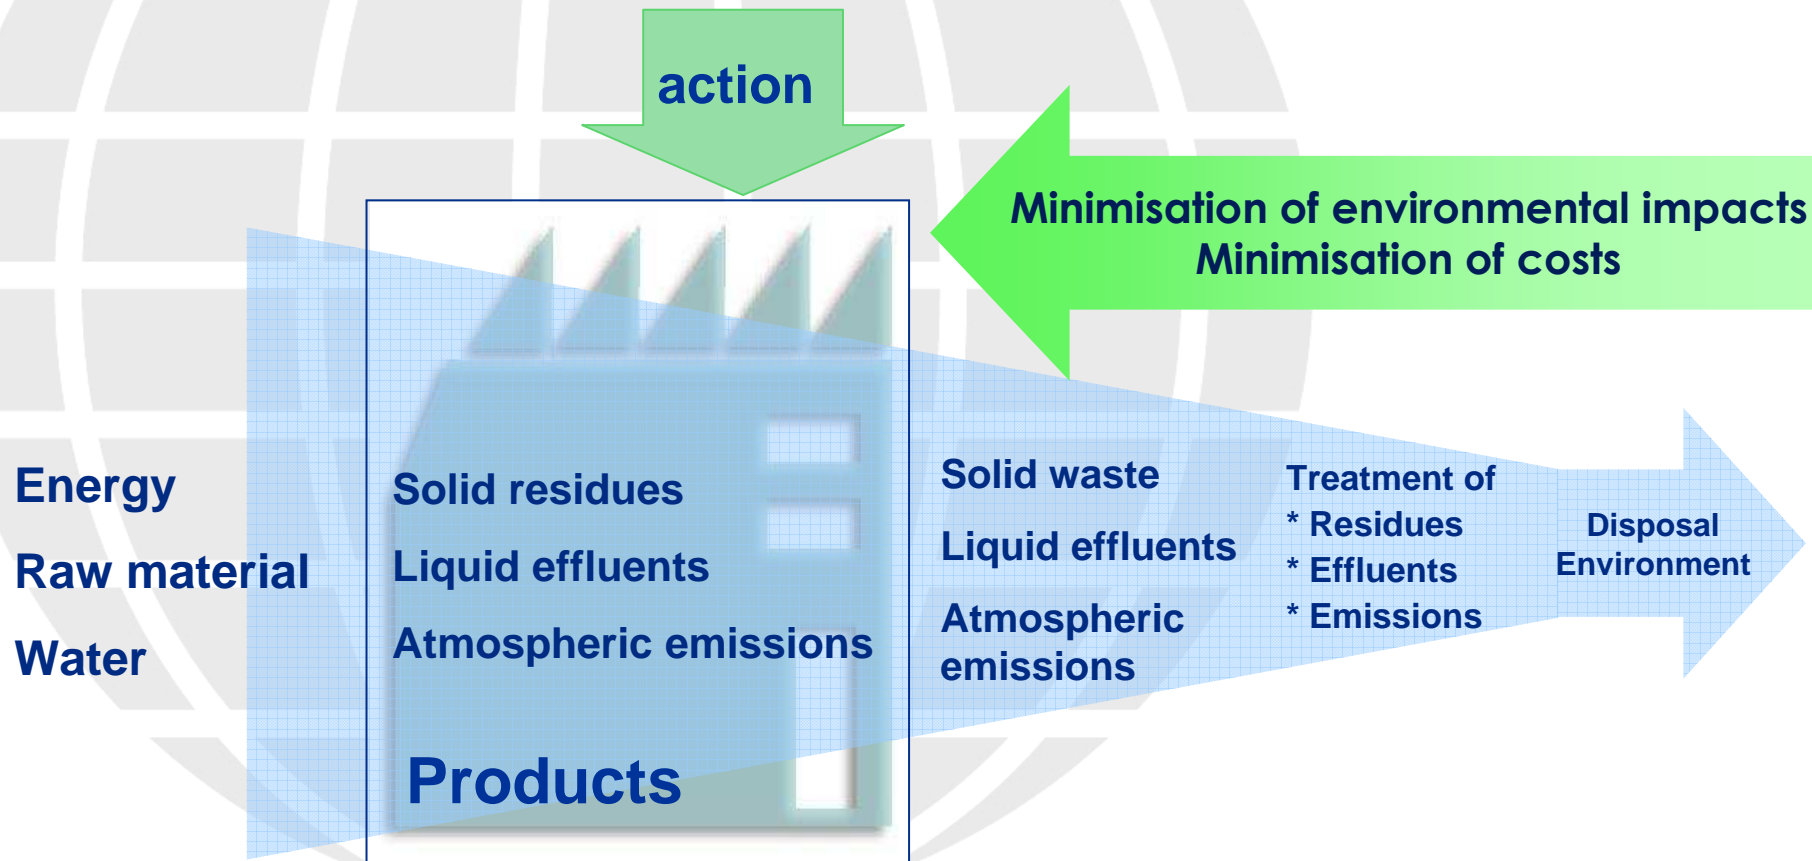 action
Minimisation of environmental impacts
Minimisation of costs
Energy
Raw material
Water
Solid residues
Liquid effluents
Atmospheric emissions
Products
Solid waste
Liquid effluents
Atmospheric
emissions
Treatment of
* Residues
* Effluents
* Emissions
Disposal
Environment